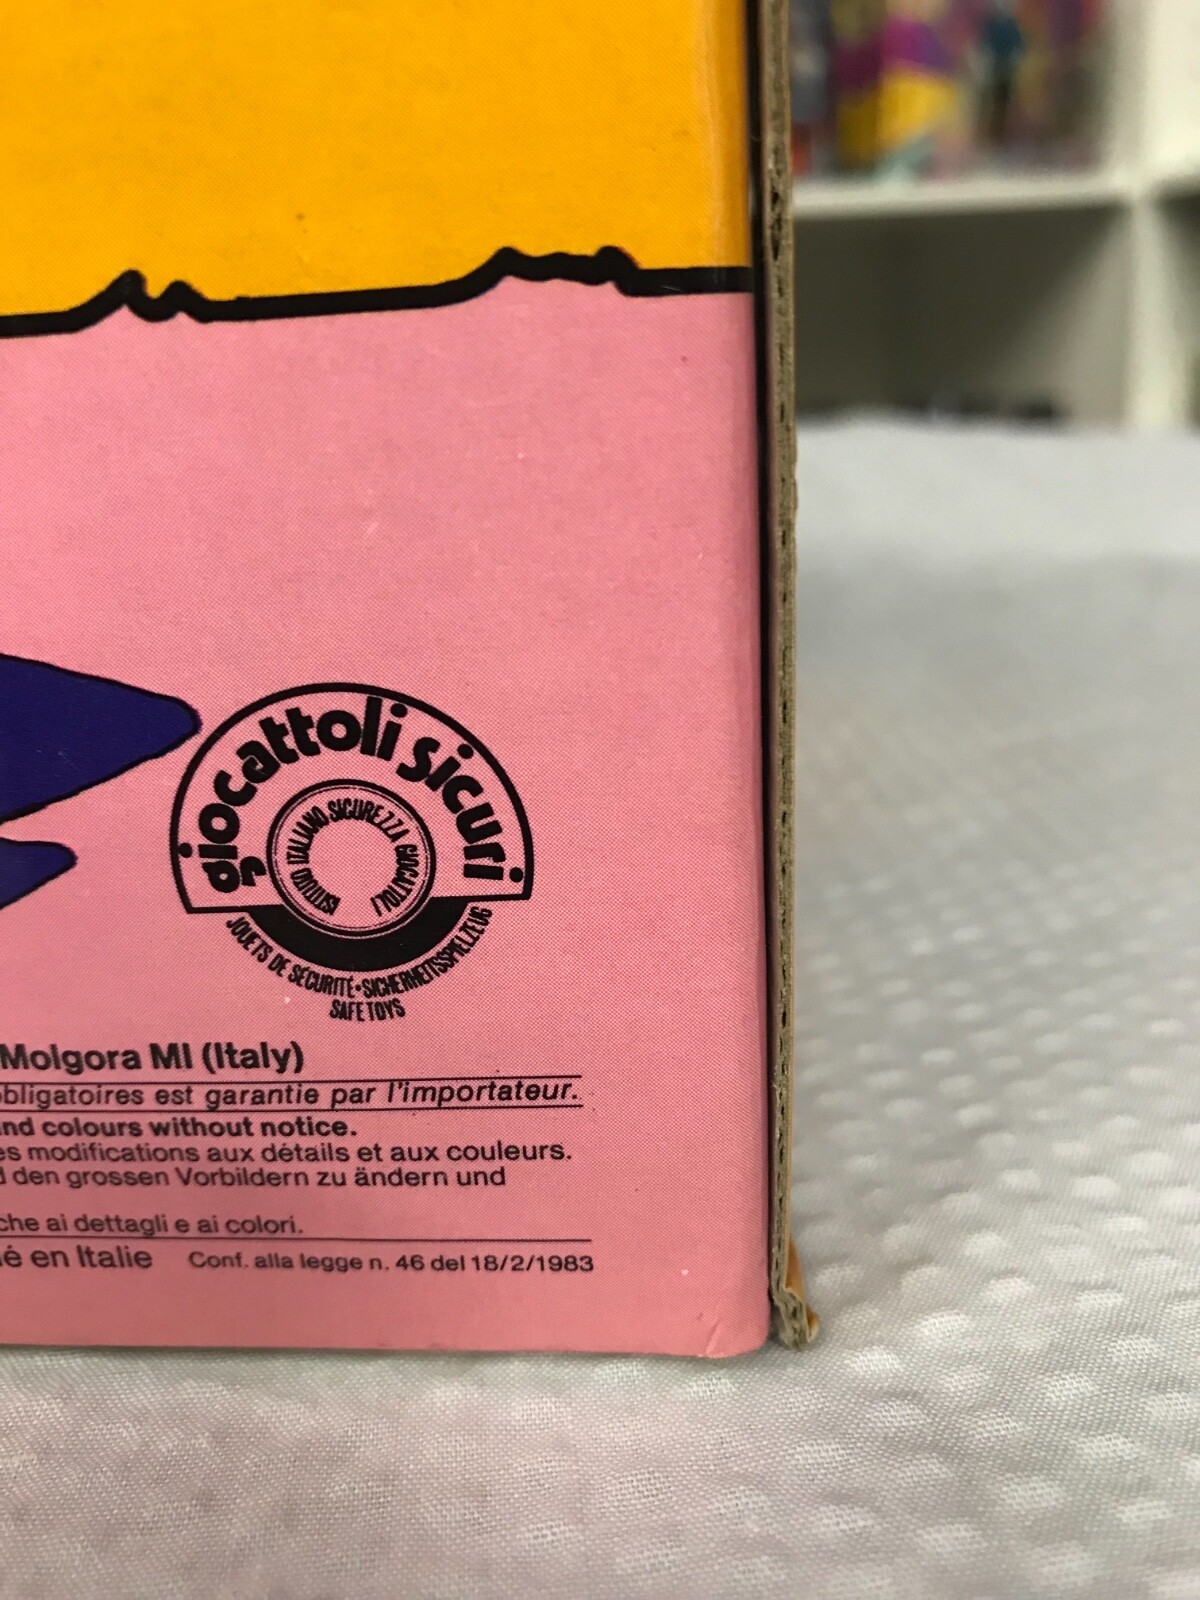 giocattoli sicuri
ISTITUTO ITALIANO SICUREZZA GIOCATTOLI
JOUETS DE SÉCURITÉ•SICHERHEITSSPIELZEUG
SAFE TOYS
Molgora MI (Italy)
obligatoires est garantie par l'importateur.
nd colours without notice.
es modifications aux détails et aux couleurs.
d den grossen Vorbildern zu ändern und
che ai dettagli e ai colori.
é en Italie Conf. alla legge n. 46 del 18/2/1983